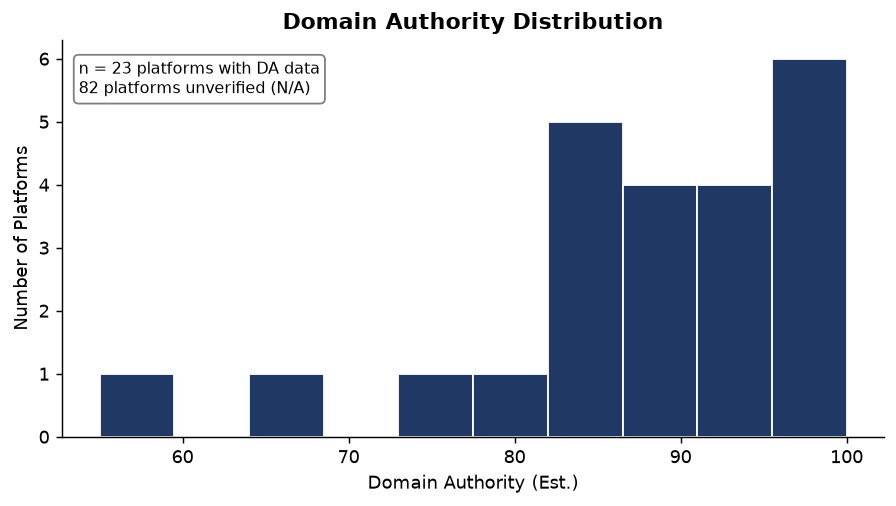 Domain Authority Distribution
n = 23 platforms with DA data
82 platforms unverified (N/A)
Number of Platforms
6
5
4
3
2
1
0
60 70 80 90 100
Domain Authority (Est.)